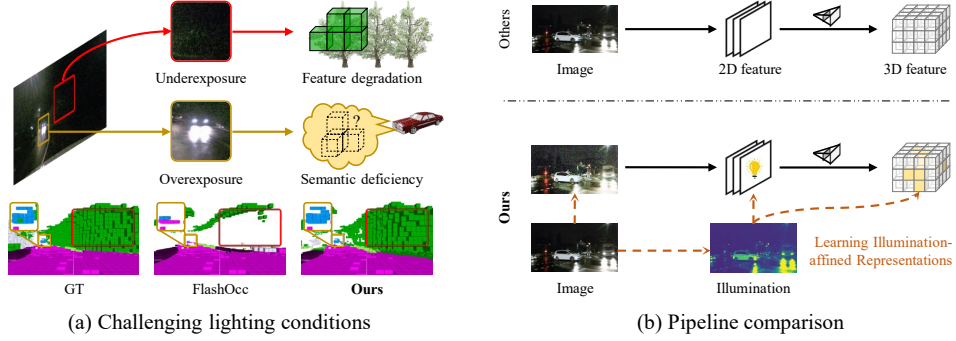 Underexposure
Feature degradation
?
Overexposure
Semantic deficiency
GT
FlashOcc
Ours
(a) Challenging lighting conditions
Others
Image
2D feature
3D feature
Ours
Learning Illumination-
affined Representations
Image
Illumination
(b) Pipeline comparison